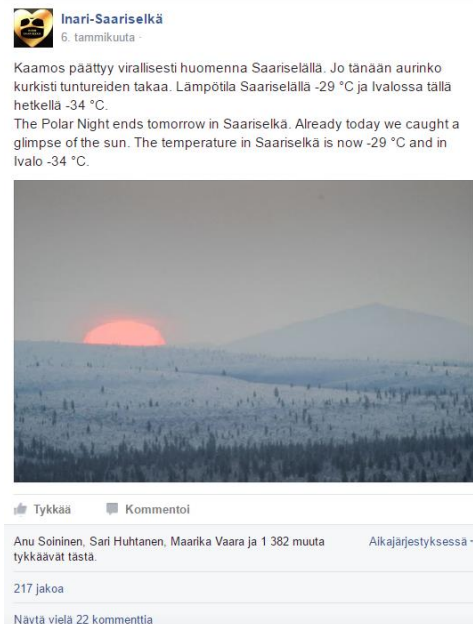 Inari-Saariselkä
6. tammikuuta ·
Kaamos päättyy virallisesti huomenna Saariselällä. Jo tänään aurinko
kurkisti tuntureiden takaa. Lämpötila Saariselällä -29 °C ja Ivalossa tällä
hetkellä -34 °C.
The Polar Night ends tomorrow in Saariselkä. Already today we caught a
glimpse of the sun. The temperature in Saariselkä is now -29 °C and in
Ivalo -34 °C.
Tykkää Kommentoi
Anu Soininen, Sari Huhtanen, Maarika Vaara ja 1 382 muuta Aikajärjestyksessä
tykkäävät tästä.
217 jakoa
Näytä vielä 22 kommenttia